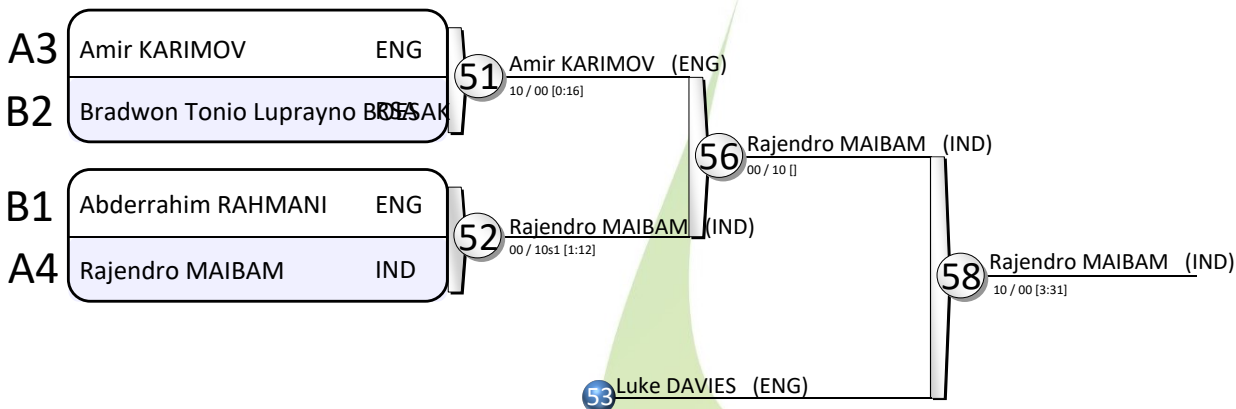 A3 Amir KARIMOV ENG
B2 Bradwon Tonio Luprayno BOESAK RSA
51 Amir KARIMOV (ENG)
10 / 00 [0:16]
56 Rajendro MAIBAM (IND)
00 / 10 []
B1 Abderrahim RAHMANI ENG
A4 Rajendro MAIBAM IND
52 Rajendro MAIBAM (IND)
00 / 10s1 [1:12]
58 Rajendro MAIBAM (IND)
10 / 00 [3:31]
53 Luke DAVIES (ENG)